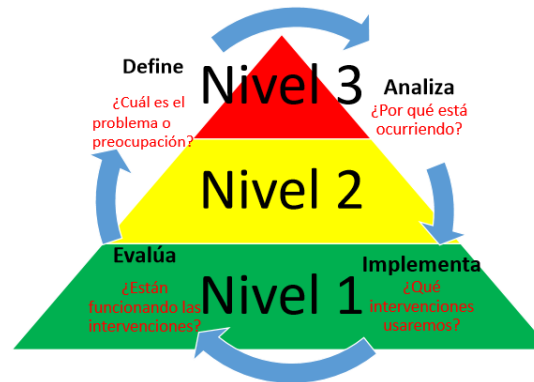 Define
¿Cuál es el
problema o
preocupación?
Nivel 3
Analiza
¿Por qué está
ocurriendo?
Nivel 2
Evalúa
¿Están
funcionando las
intervenciones?
Nivel 1
Implementa
¿Qué
intervenciones
usaremos?